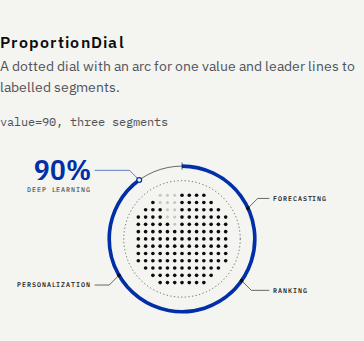 ProportionDial
A dotted dial with an arc for one value and leader lines to
labelled segments.
value=90, three segments
90%
DEEP LEARNING
FORECASTING
PERSONALIZATION
RANKING